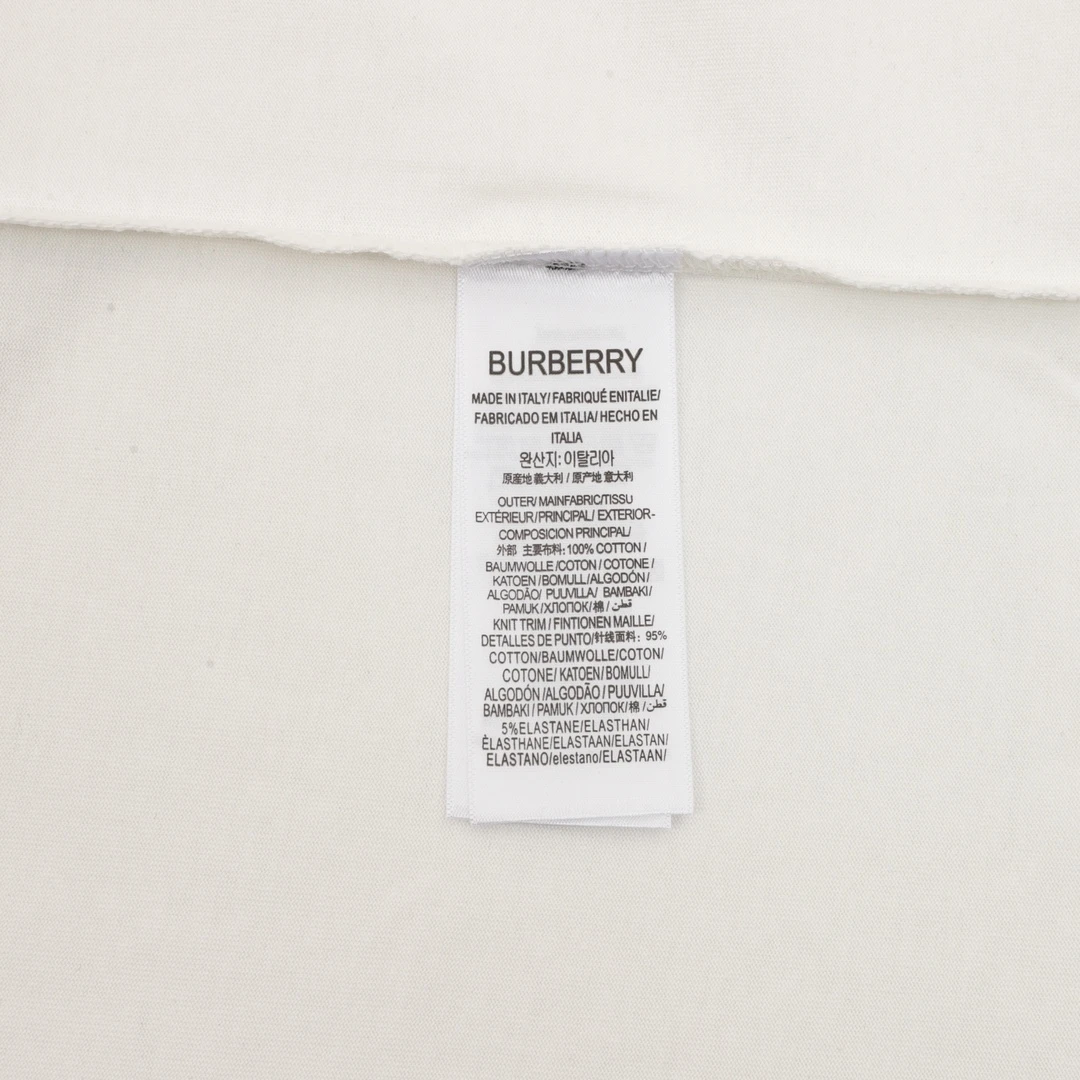 BURBERRY
MADE IN ITALY/ FABRIQUÉ ENITALIE/
FABRICADO EM ITALIA/ HECHO EN
ITALIA
완산지: 이탈리아
原産地 義大利 / 原产地 意大利
OUTER/ MAINFABRIC/TISSU
EXTÉRIEUR/PRINCIPAL/ EXTERIOR-
COMPOSICION PRINCIPAL/
外部 主要布料: 100% COTTON /
BAUMWOLLE /COTON / COTONE /
KATOEN /BOMULL/ALGODÓN /
ALGODÃO/ PUUVILLA/ BAMBAKI /
PAMUK /ХЛОПОК/棉 / قطن
KNIT TRIM / FINTIONEN MAILLE/
DETALLES DE PUNTO/针线面料: 95%
COTTON/BAUMWOLLE/COTON/
COTONE/ KATOEN/BOMULL/
ALGODÓN /ALGODÃO / PUUVILLA/
BAMBAKI / PAMUK / ХЛОПОК/棉 / قطن
5%ELASTANE/ELASTHAN/
ÈLASTHANE/ELASTAAN/ELASTAN/
ELASTANO/elestano/ELASTAAN/